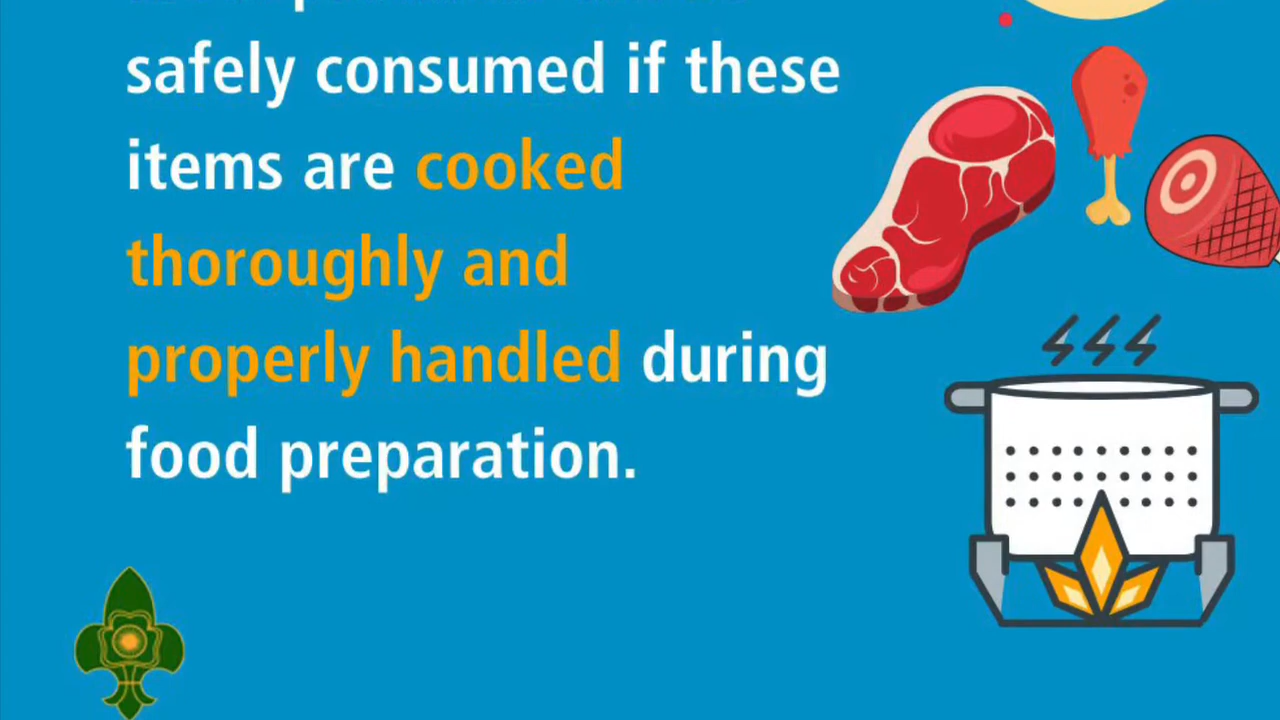 safely consumed if these
items are cooked
thoroughly and
properly handled during
food preparation.